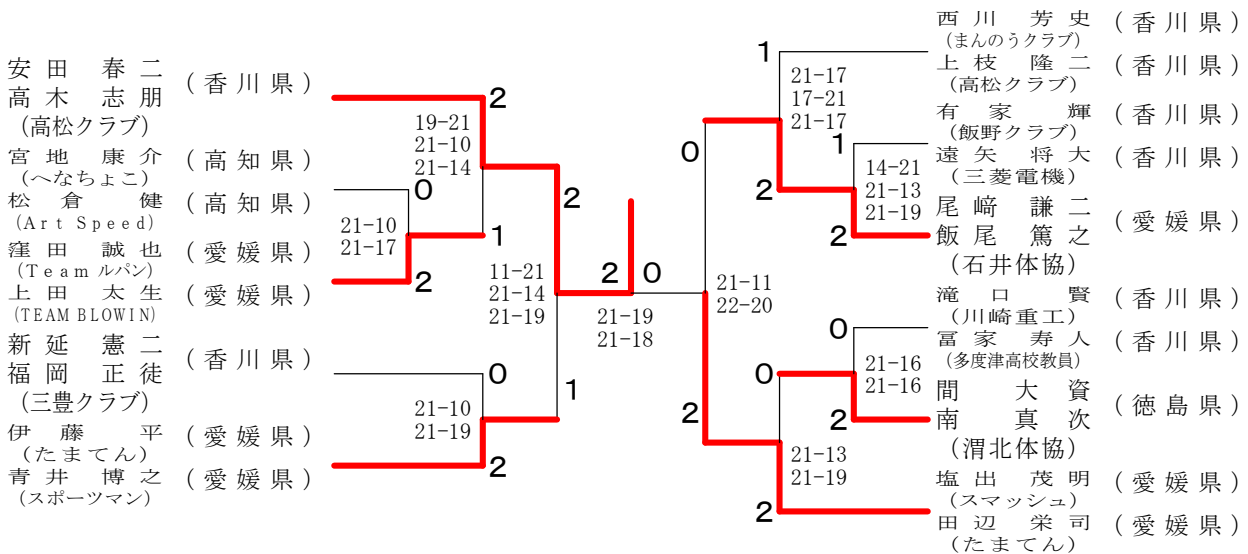 安田 春二
高木 志朋
(高松クラブ)
(香川県)
宮地 康介
(へなちょこ)
(高知県)
松倉 健
(Art Speed)
(高知県)
窪田 誠也
(Team ルパン)
(愛媛県)
上田 太生
(TEAM BLOWIN)
(愛媛県)
新延 憲二
福岡 正徒
(三豊クラブ)
(香川県)
伊藤 平
(たまてん)
(愛媛県)
青井 博之
(スポーツマン)
(愛媛県)
2
19-21
21-10
21-14
0
21-10
21-17
1
2
2
11-21
21-14
21-19
0
21-10
21-19
2
1
2
0
21-19
21-18
0
21-11
22-20
2
1
21-17
17-21
21-17
2
1
14-21
21-13
21-19
2
0
21-16
21-16
2
0
21-13
21-19
2
西川 芳史
(まんのうクラブ)
(香川県)
上枝 隆二
(高松クラブ)
(香川県)
有家 輝
(飯野クラブ)
(香川県)
遠矢 将大
(三菱電機)
(香川県)
尾﨑 謙二
飯尾 篤之
(石井体協)
(愛媛県)
滝口 賢
(川崎重工)
(香川県)
冨家 寿人
(多度津高校教員)
(香川県)
間 大資
南 真次
(渭北体協)
(徳島県)
塩出 茂明
(スマッシュ)
(愛媛県)
田辺 栄司
(たまてん)
(愛媛県)